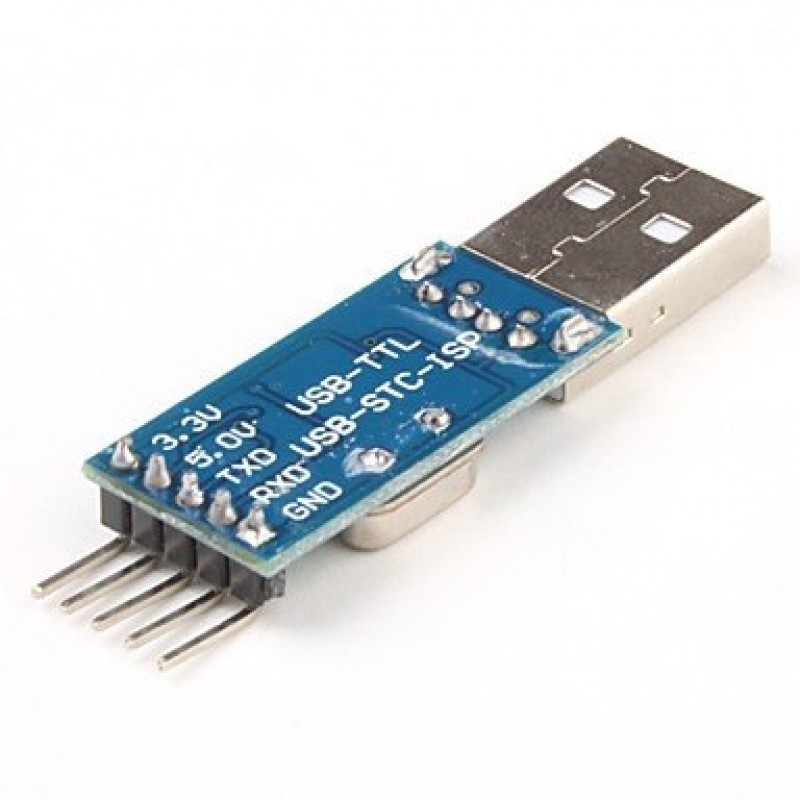 3.3V
5.0V
TXD
RXD
GND
USB-TTL
USB-STC-ISP